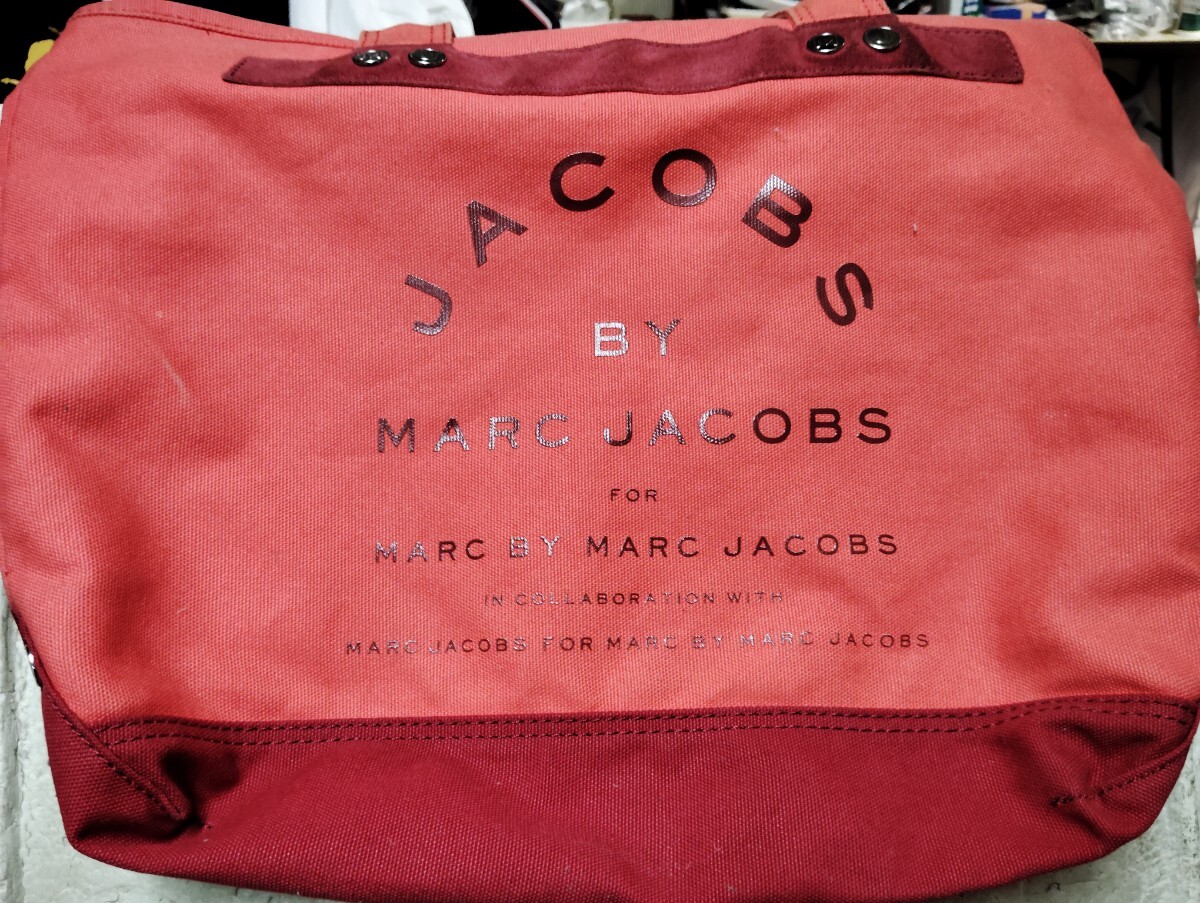 JACOBS
BY
MARC JACOBS
FOR
MARC BY MARC JACOBS
IN COLLABORATION WITH
MARC JACOBS FOR MARC BY MARC JACOBS